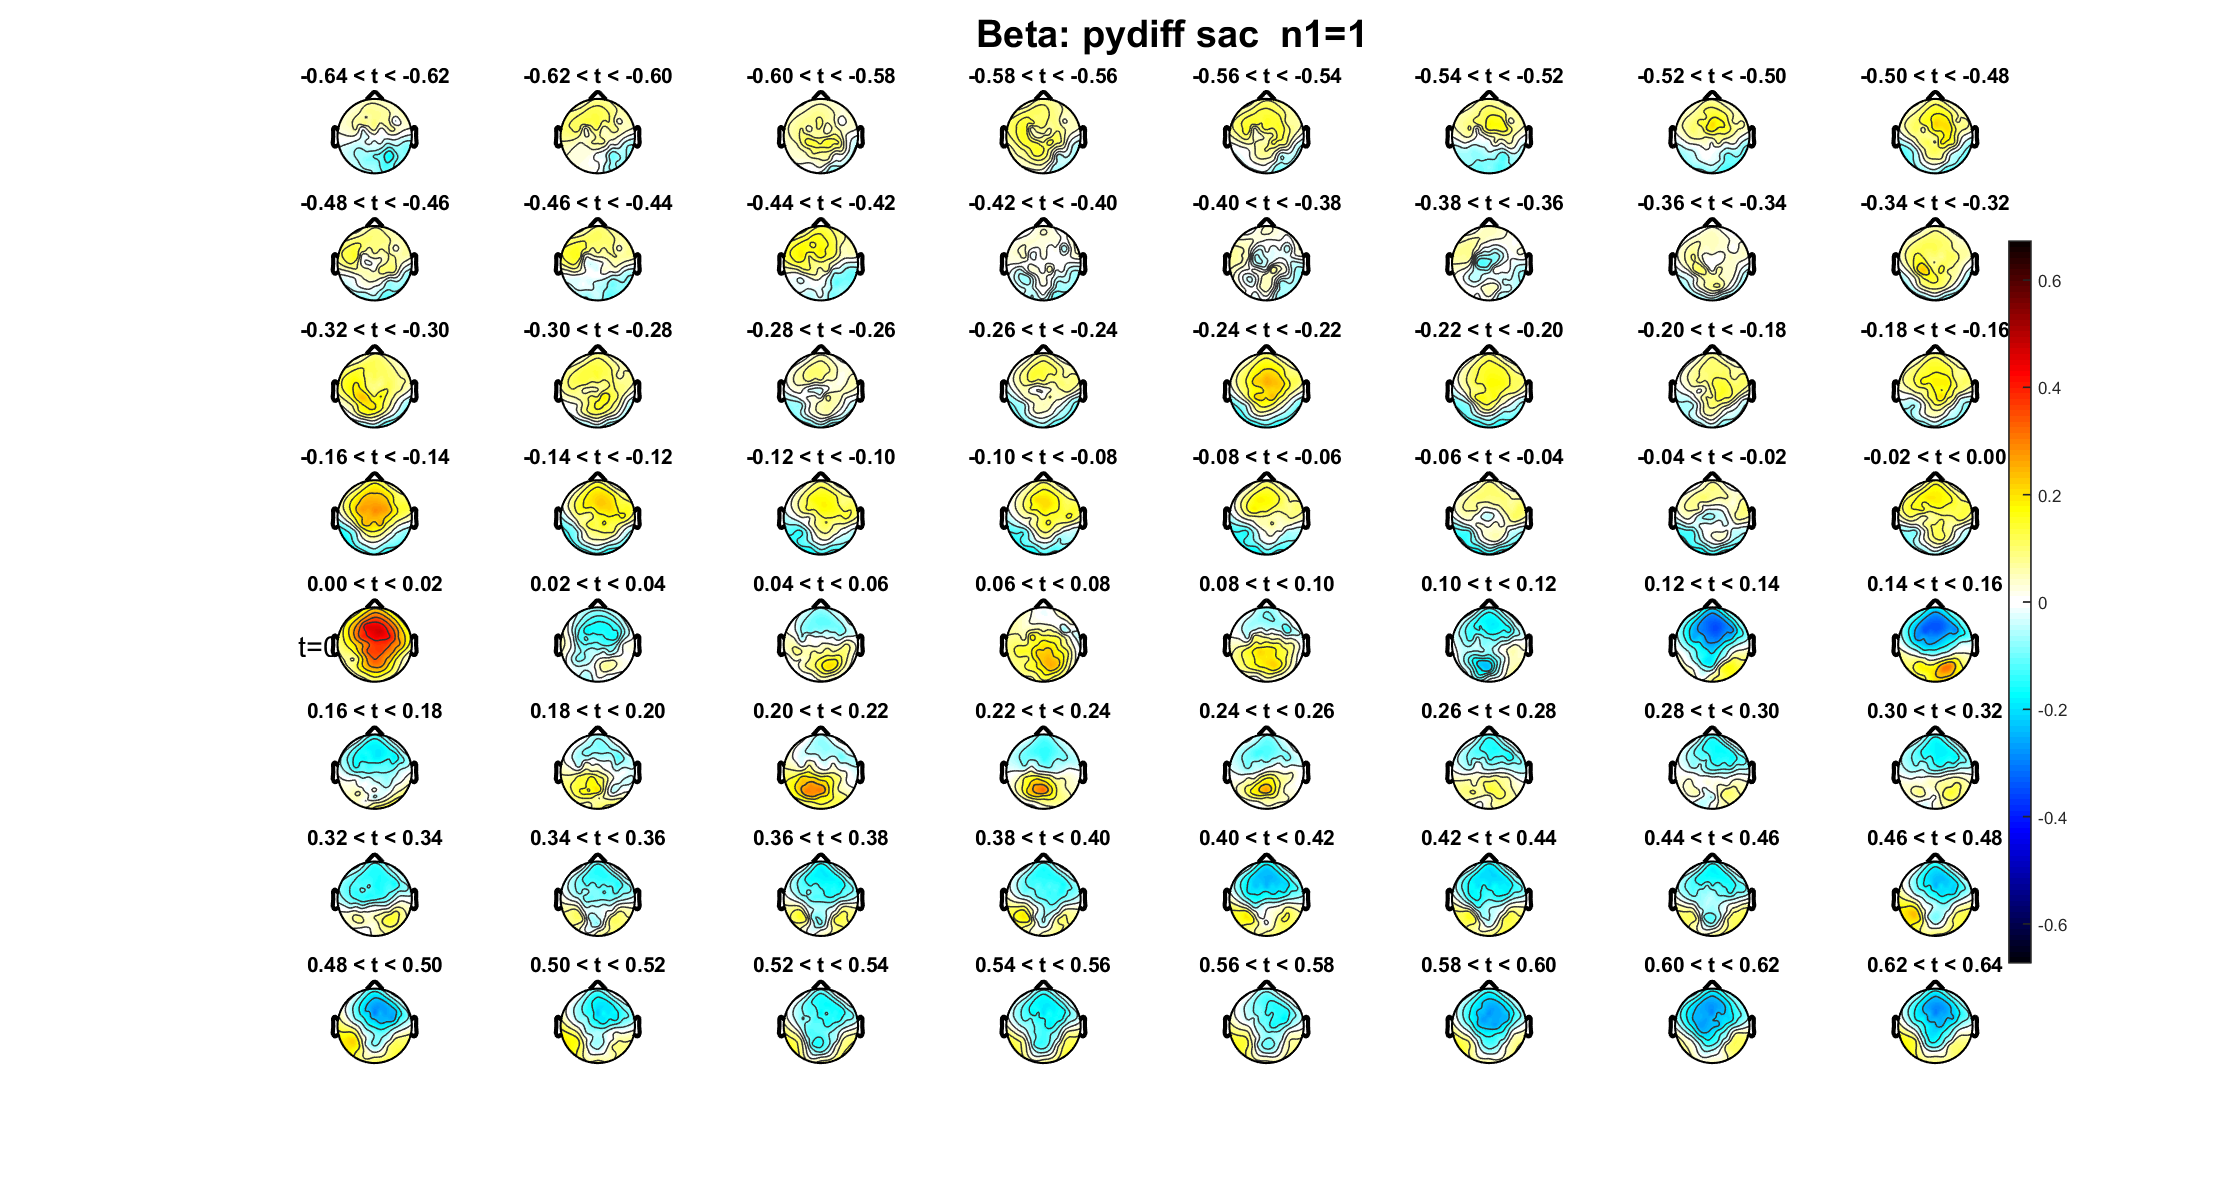 Beta: pydiff sac  n1=1
-0.64 < t < -0.62 -0.62 < t < -0.60 -0.60 < t < -0.58 -0.58 < t < -0.56 -0.56 < t < -0.54 -0.54 < t < -0.52 -0.52 < t < -0.50 -0.50 < t < -0.48
-0.48 < t < -0.46 -0.46 < t < -0.44 -0.44 < t < -0.42 -0.42 < t < -0.40 -0.40 < t < -0.38 -0.38 < t < -0.36 -0.36 < t < -0.34 -0.34 < t < -0.32
0.6
-0.32 < t < -0.30 -0.30 < t < -0.28 -0.28 < t < -0.26 -0.26 < t < -0.24 -0.24 < t < -0.22 -0.22 < t < -0.20 -0.20 < t < -0.18 -0.18 < t < -0.16
0.4
-0.16 < t < -0.14 -0.14 < t < -0.12 -0.12 < t < -0.10 -0.10 < t < -0.08 -0.08 < t < -0.06 -0.06 < t < -0.04 -0.04 < t < -0.02 -0.02 < t < 0.00
0.2
0.00 < t < 0.02 0.02 < t < 0.04 0.04 < t < 0.06 0.06 < t < 0.08 0.08 < t < 0.10 0.10 < t < 0.12 0.12 < t < 0.14 0.14 < t < 0.16
0
t=0
0.16 < t < 0.18 0.18 < t < 0.20 0.20 < t < 0.22 0.22 < t < 0.24 0.24 < t < 0.26 0.26 < t < 0.28 0.28 < t < 0.30 0.30 < t < 0.32
-0.2
-0.4
0.32 < t < 0.34 0.34 < t < 0.36 0.36 < t < 0.38 0.38 < t < 0.40 0.40 < t < 0.42 0.42 < t < 0.44 0.44 < t < 0.46 0.46 < t < 0.48
-0.6
0.48 < t < 0.50 0.50 < t < 0.52 0.52 < t < 0.54 0.54 < t < 0.56 0.56 < t < 0.58 0.58 < t < 0.60 0.60 < t < 0.62 0.62 < t < 0.64